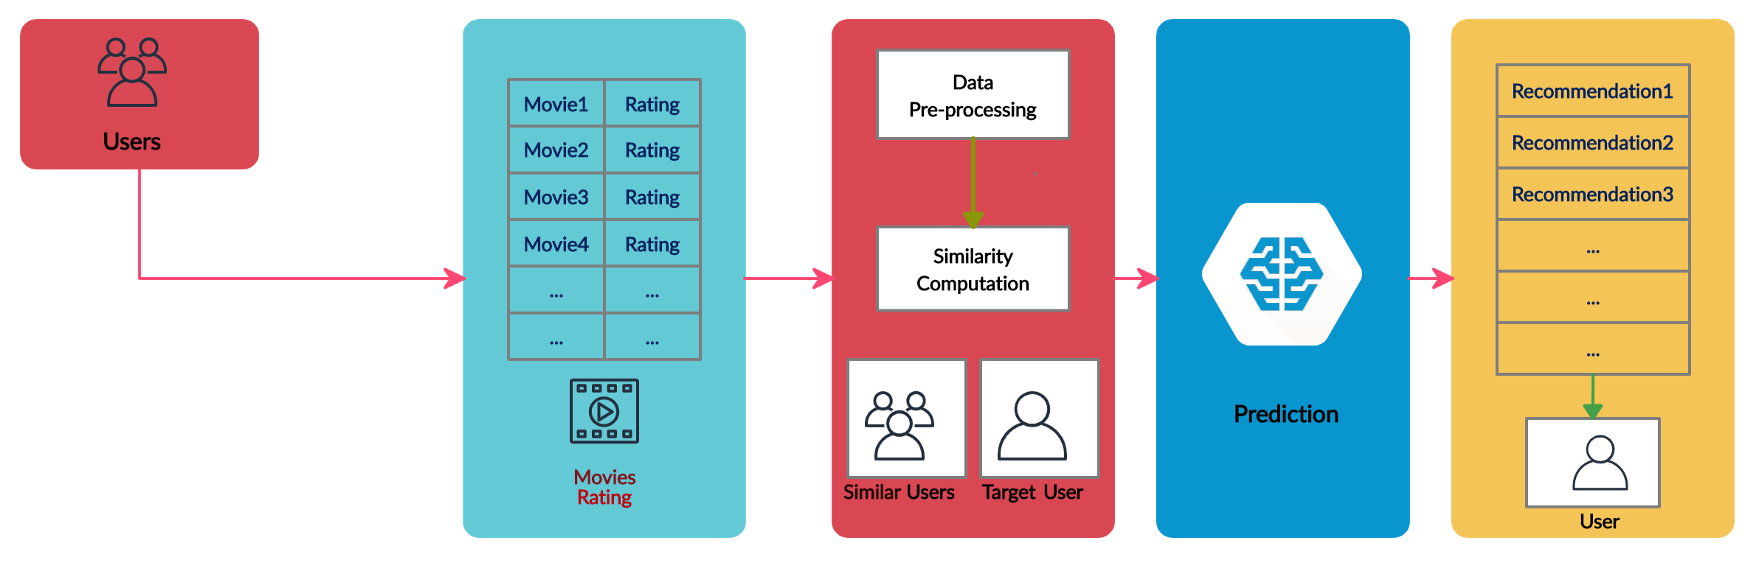 Users
Movie1 Rating
Movie2 Rating
Movie3 Rating
Movie4 Rating
... ...
... ...
Movies
Rating
Data
Pre-processing
Similarity
Computation
Similar Users
Target User
Prediction
Recommendation1
Recommendation2
Recommendation3
...
...
...
User